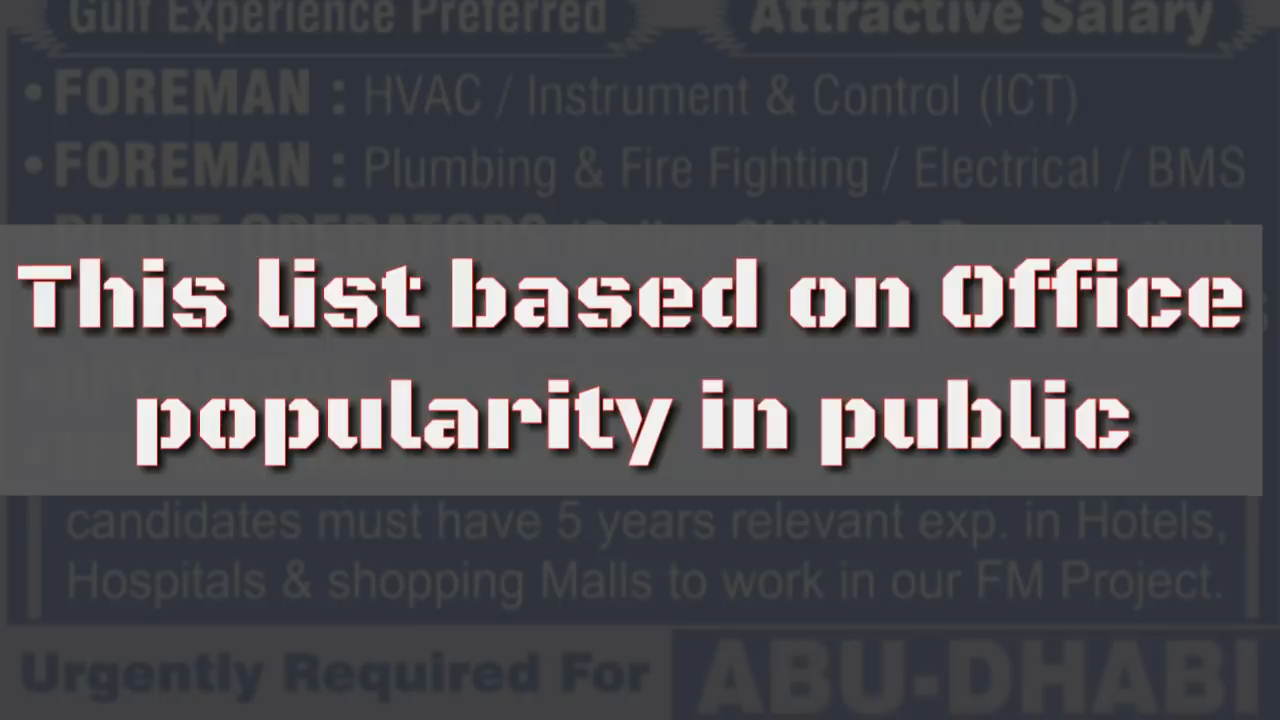 Gulf Experience Preferred Attractive Salary
• FOREMAN : HVAC / Instrument & Control (ICT)
• FOREMAN : Plumbing & Fire Fighting / Electrical / BMS
PLANT OPERATORS
This list based on Office
popularity in public
candidates must have 5 years relevant exp. in Hotels,
Hospitals & shopping Malls to work in our FM Project.
Urgently Required For ABU-DHABI